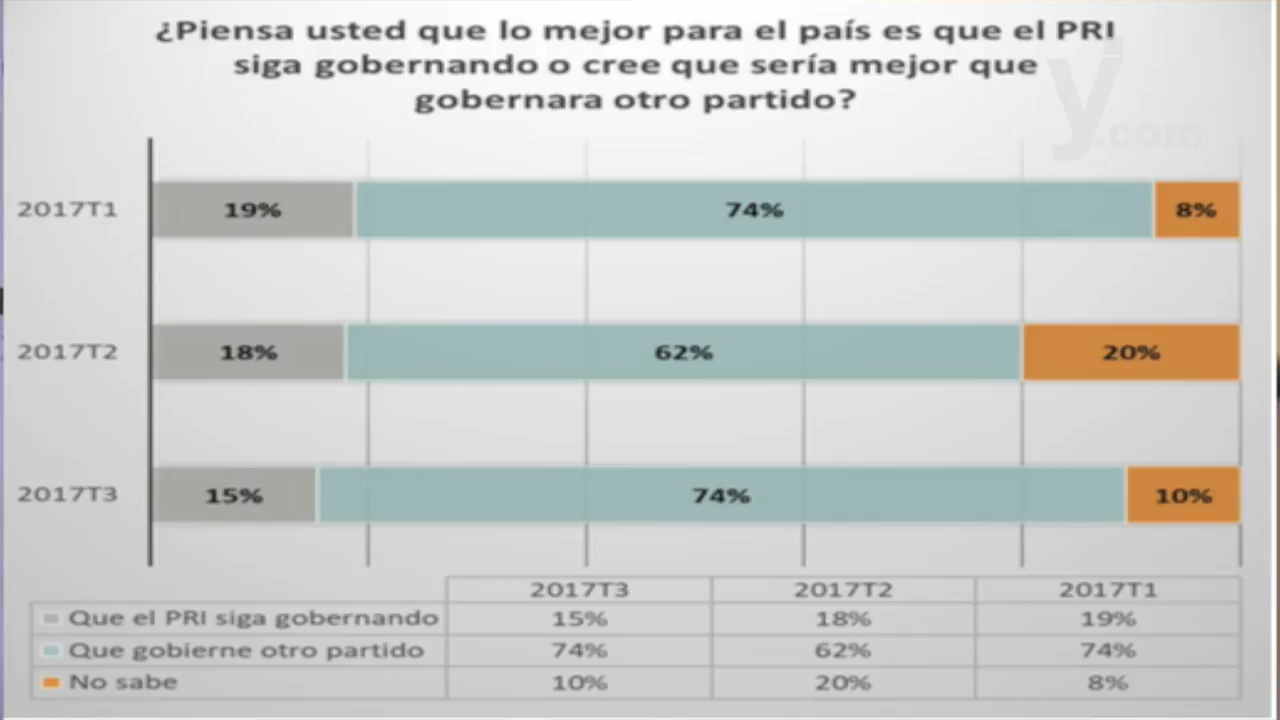 ¿Piensa usted que lo mejor para el país es que el PRI
siga gobernando o cree que sería mejor que
gobernara otro partido?
y.com
2017T1 19% 74% 8%
2017T2 18% 62% 20%
2017T3 15% 74% 10%
2017T3 2017T2 2017T1
Que el PRI siga gobernando 15% 18% 19%
Que gobierne otro partido 74% 62% 74%
No sabe 10% 20% 8%